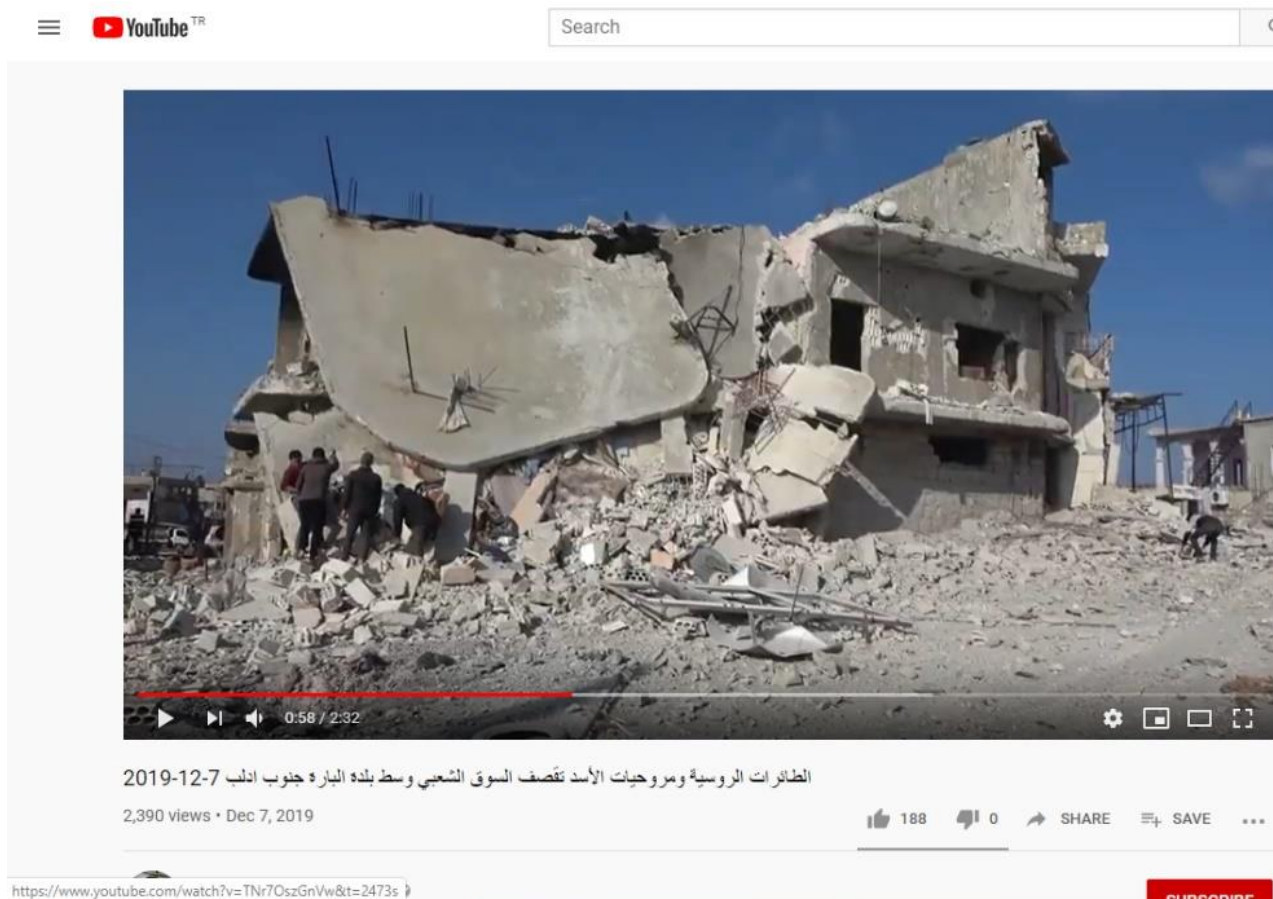 YouTube TR
Search
0:58 / 2:32
الطائرات الروسية ومروحيات الأسد تقصف السوق الشعبي وسط بلدة البارة جنوب ادلب 7-12-2019
2,390 views • Dec 7, 2019
188 0 SHARE SAVE
https://www.youtube.com/watch?v=TNr7OszGnVw&t=2473s
SUBSCRIBE